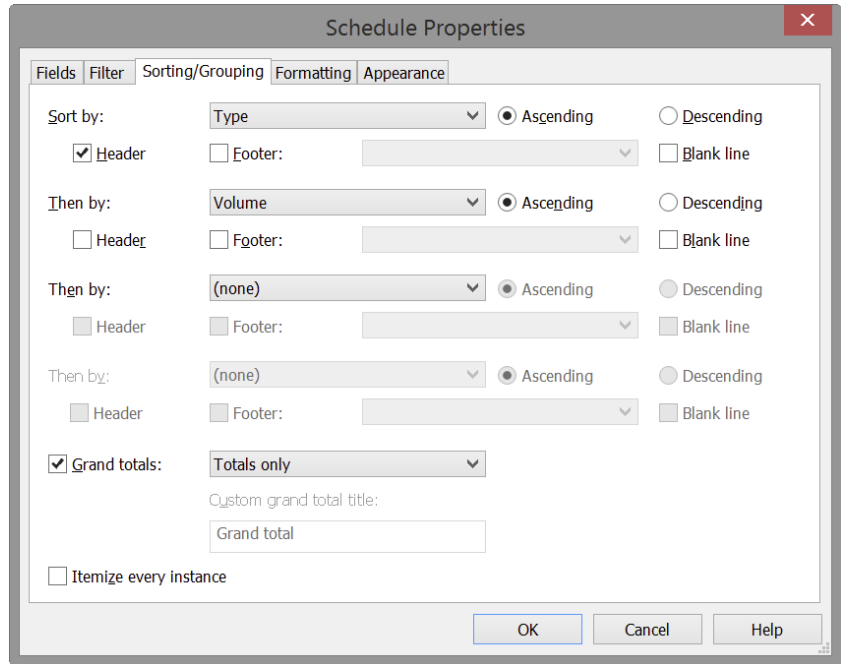 Schedule Properties
Fields Filter Sorting/Grouping Formatting Appearance
Sort by: Type Ascending Descending
Header Footer: Blank line
Then by: Volume Ascending Descending
Header Footer: Blank line
Then by: (none) Ascending Descending
Header Footer: Blank line
Then by: (none) Ascending Descending
Header Footer: Blank line
Grand totals: Totals only
Custom grand total title:
Grand total
Itemize every instance
OK Cancel Help